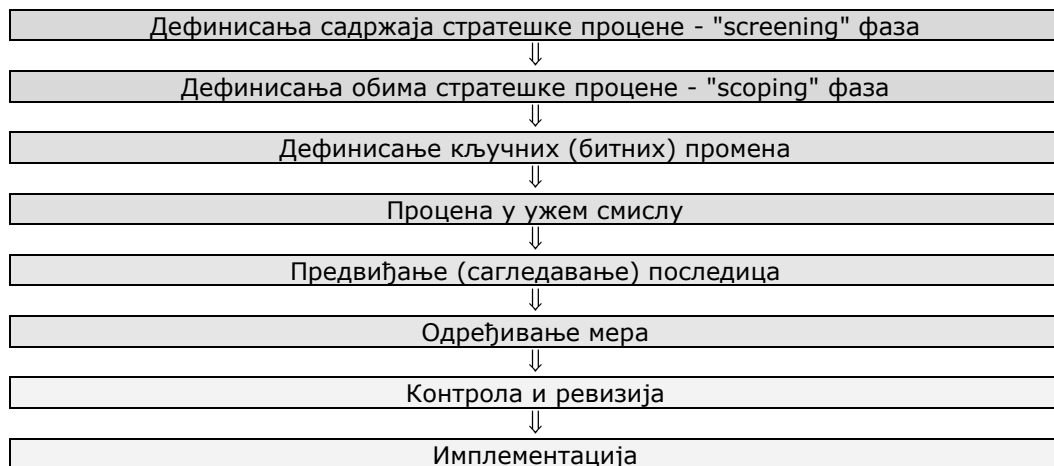 Дефинисања садржаја стратешке процене - "screening" фаза
⇓
Дефинисања обима стратешке процене - "scoping" фаза
⇓
Дефинисање кључних (битних) промена
⇓
Процена у ужем смислу
⇓
Предвиђање (сагледавање) последица
⇓
Одређивање мера
⇓
Контрола и ревизија
⇓
Имплементација